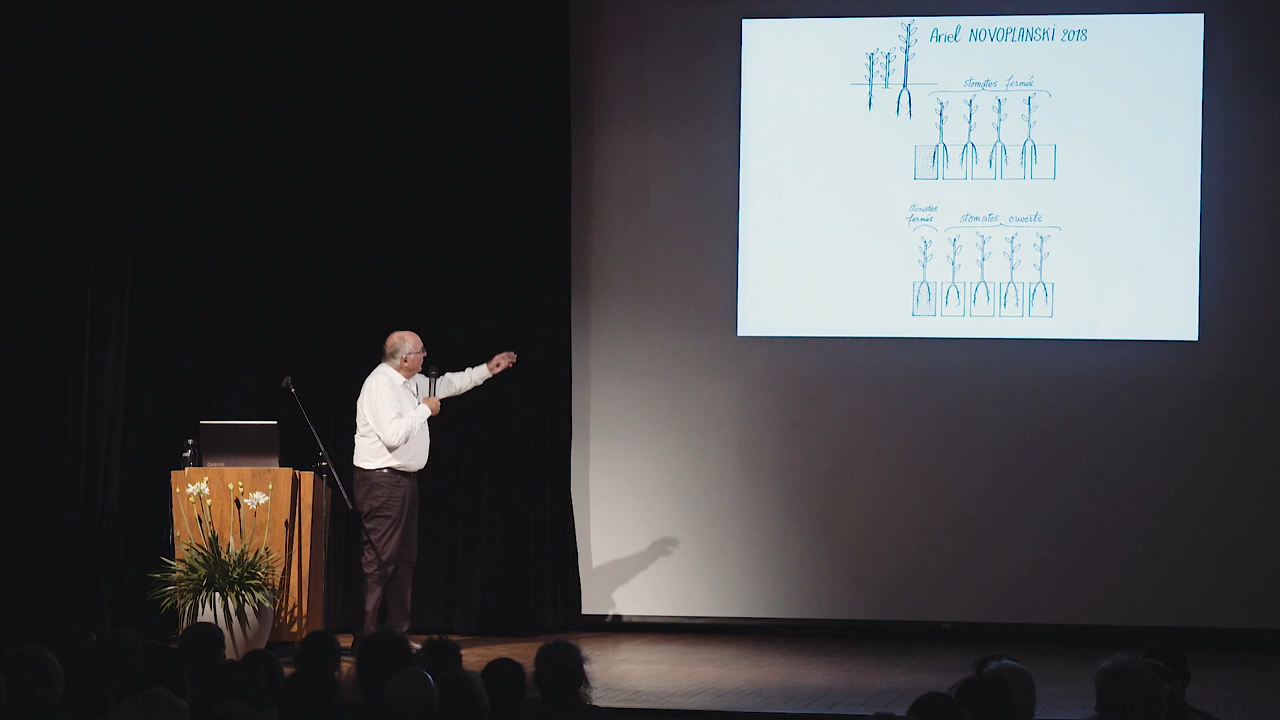 Ariel NOVOPLANSKI 2018
stomates fermés
stomates
fermés
stomates ouverts